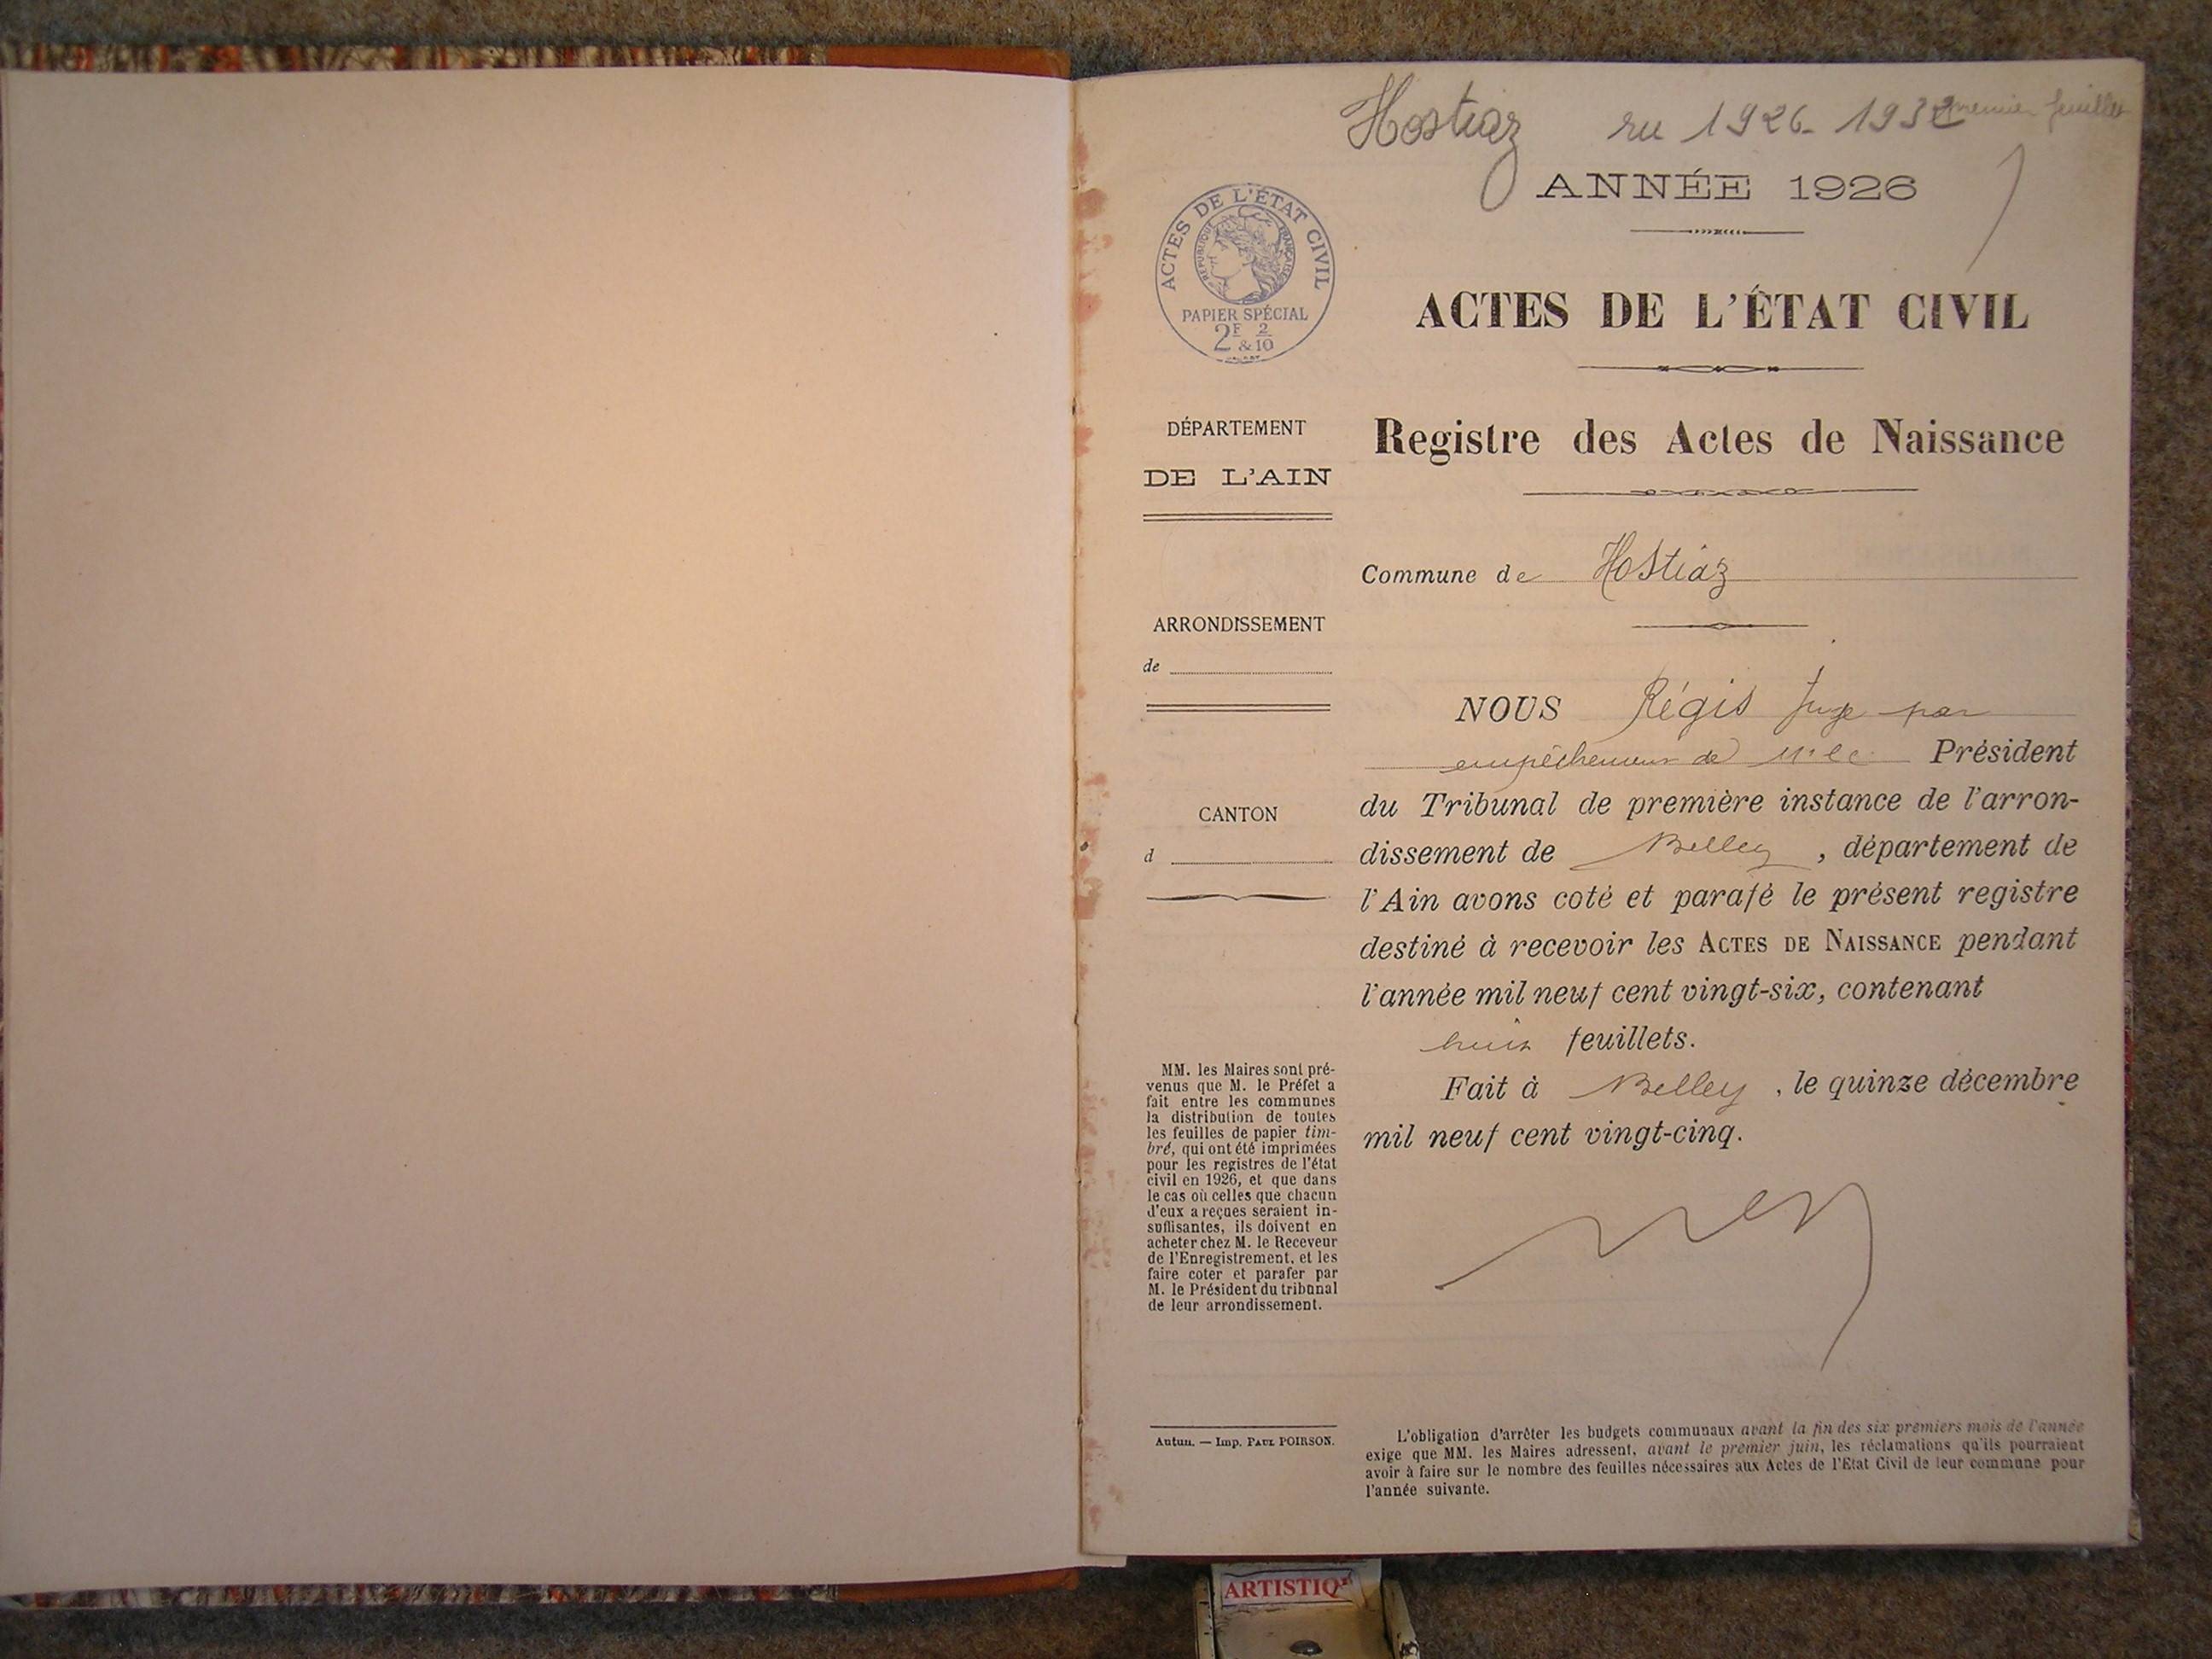 Hostiaz ru 1926-1932 premier feuillet
ANNÉE 1926
ACTES DE L'ÉTAT CIVIL
RÉPUBLIQUE FRANÇAISE
PAPIER SPÉCIAL
2F & 2/10
ACTES DE L'ÉTAT CIVIL
DÉPARTEMENT
DE L'AIN
ARRONDISSEMENT
de
CANTON
d
MM. les Maires sont pré-
venus que M. le Préfet a
fait entre les communes
la distribution de toutes
les feuilles de papier tim-
bré, qui ont été imprimées
pour les registres de l'état
civil en 1926, et que dans
le cas où celles que chacun
d'eux a reçues seraient in-
suffisantes, ils doivent en
acheter chez M. le Receveur
de l'Enregistrement, et les
faire coter et parafer par
M. le Président du tribunal
de leur arrondissement.
Autun. — Imp. PAUL POIRSON.
Registre des Actes de Naissance
Commune de Hostiaz
NOUS Régis Juge par
empêchement de Mr le Président
du Tribunal de première instance de l'arron-
dissement de Belley, département de
l'Ain avons coté et parafé le présent registre
destiné à recevoir les ACTES DE NAISSANCE pendant
l'année mil neuf cent vingt-six, contenant
huit feuillets.
Fait à Belley, le quinze décembre
mil neuf cent vingt-cinq.
L'obligation d'arrêter les budgets communaux avant la fin des six premiers mois de l'année
exige que MM. les Maires adressent, avant le premier juin, les réclamations qu'ils pourraient
avoir à faire sur le nombre des feuilles nécessaires aux Actes de l'Etat Civil de leur commune pour
l'année suivante.
ARTISTIQ